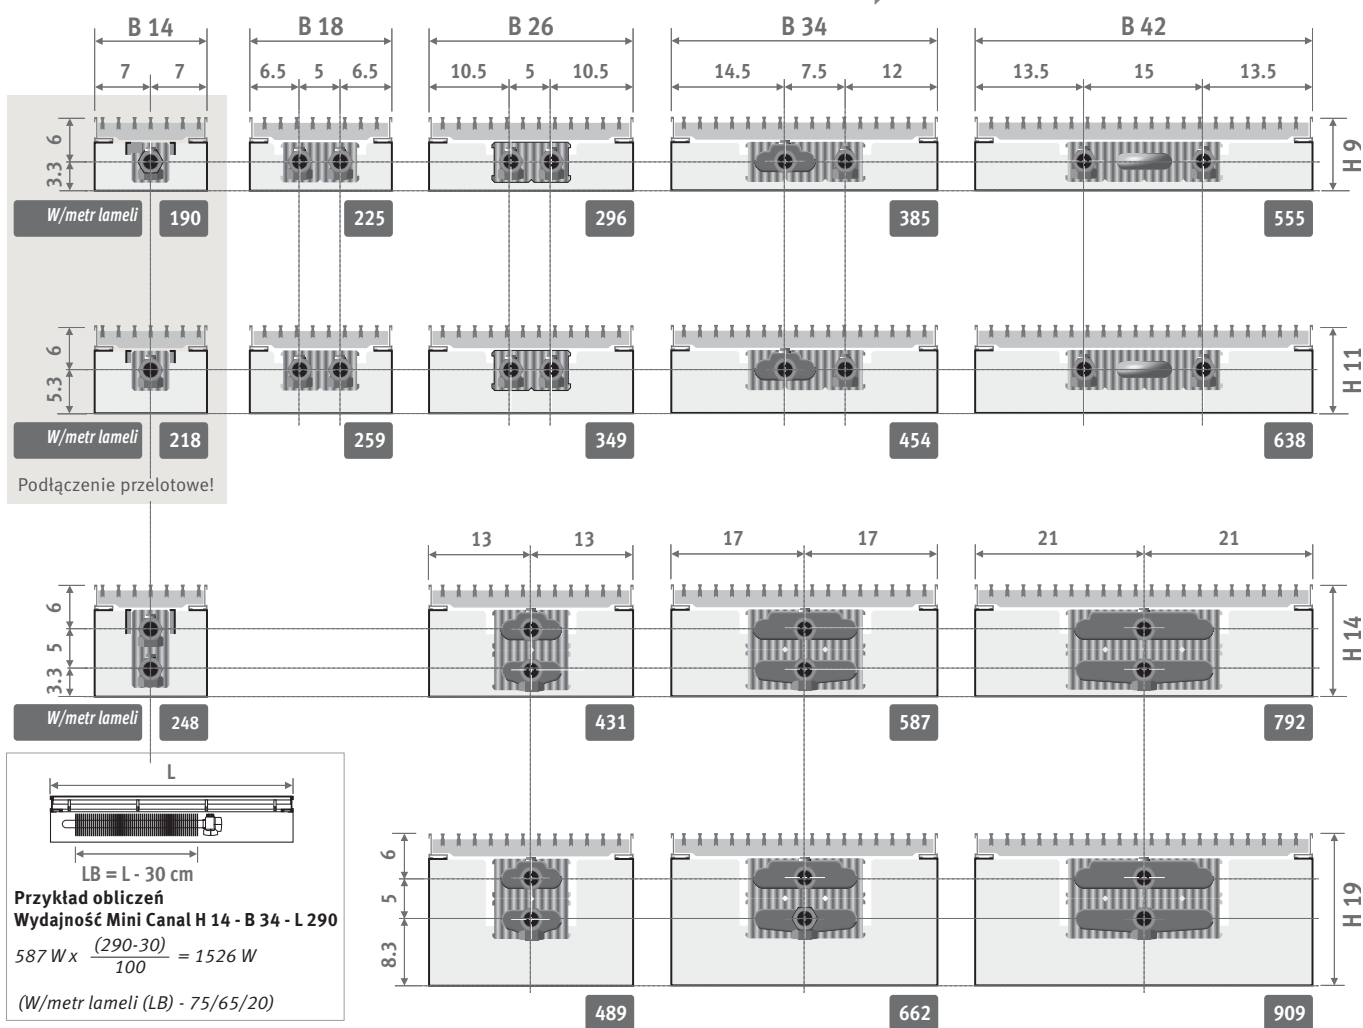 B 14 B 18 B 26 B 34 B 42
7 7 6.5 5 6.5 10.5 5 10.5 14.5 7.5 12 13.5 15 13.5
6
3.3
H 9
W/metr lameli 190 225 296 385 555
6
5.3
H 11
W/metr lameli 218 259 349 454 638
Podłączenie przelotowe!
13 13 17 17 21 21
6
5
3.3
H 14
W/metr lameli 248 431 587 792
L
LB = L - 30 cm
Przykład obliczeń
Wydajność Mini Canal H 14 - B 34 - L 290
587 W x (290-30)/100 = 1526 W
(W/metr lameli (LB) - 75/65/20)
6
5
8.3
H 19
489 662 909